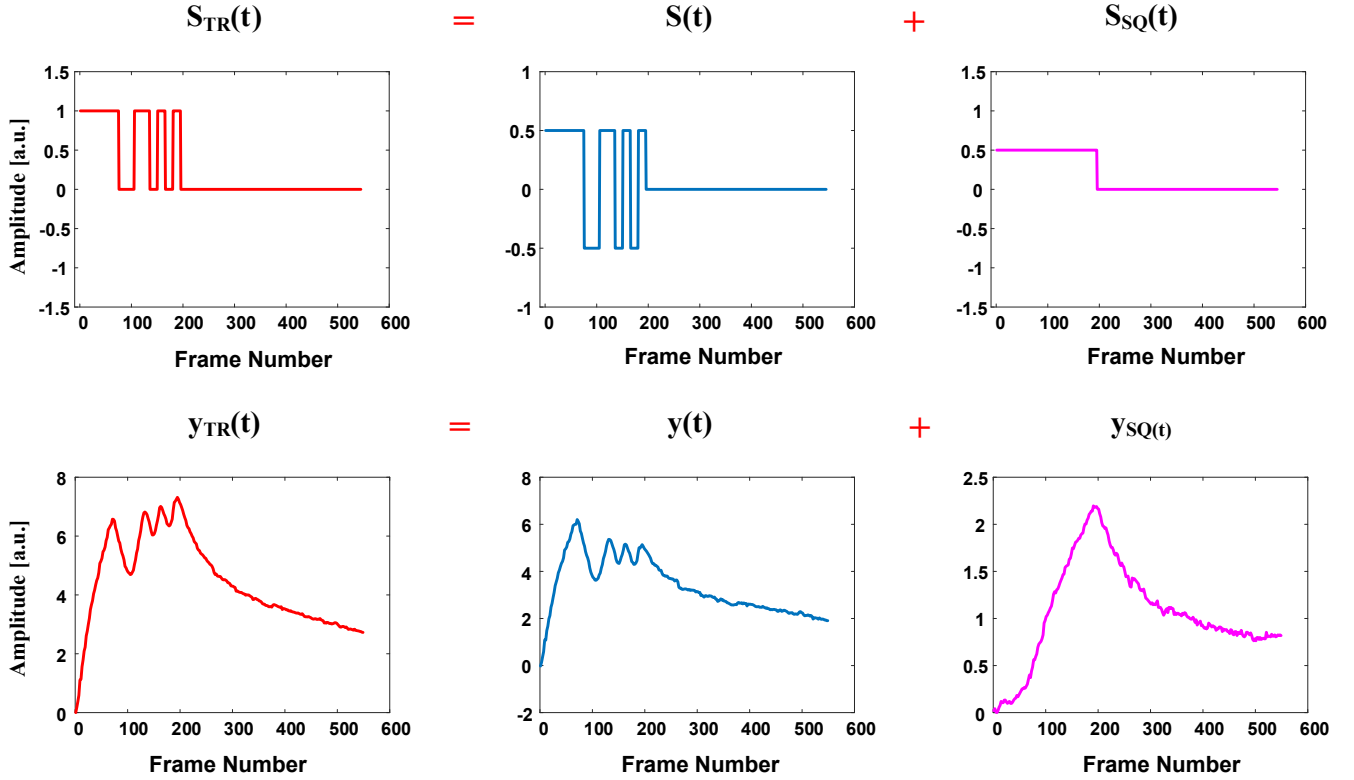 S_TR(t) = S(t) + S_SQ(t)
1.5 1 1.5
1 1
0.5 0.5 0.5
0 0 0
-0.5 -0.5 -0.5
-1 -1
-1.5 -1 -1.5
Amplitude [a.u.]
0 100 200 300 400 500 600 0 100 200 300 400 500 600 0 100 200 300 400 500 600
Frame Number Frame Number Frame Number
y_TR(t) = y(t) + y_SQ(t)
8 8 2.5
6 6 2
4 4 1.5
2 2 1
0 0 0.5
-2 0
Amplitude [a.u.]
0 100 200 300 400 500 600 0 100 200 300 400 500 600 0 100 200 300 400 500 600
Frame Number Frame Number Frame Number